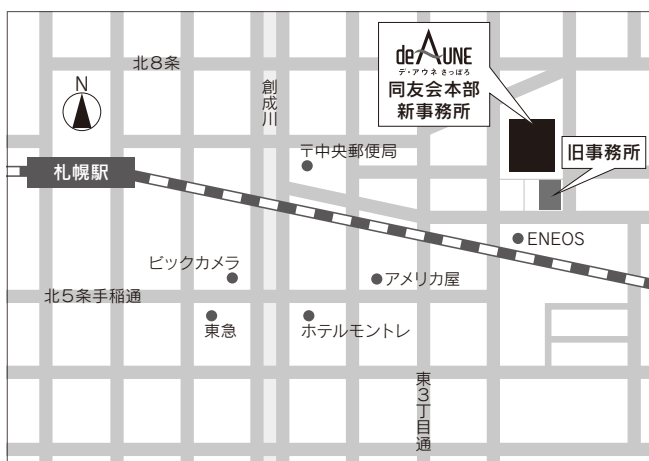 北8条
N
創成川
deAUNE
デ・アウネ さっぽろ
同友会本部
新事務所
旧事務所
〒中央郵便局
札幌駅
ENEOS
ビックカメラ
アメリカ屋
北5条手稲通
東急
ホテルモントレ
東3丁目通